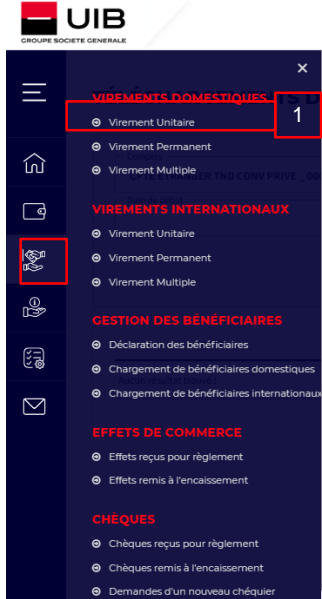 UIB
GROUPE SOCIETE GENERALE
VIREMENTS DOMESTIQUES
1
Virement Unitaire
Virement Permanent
Virement Multiple
VIREMENTS INTERNATIONAUX
Virement Unitaire
Virement Permanent
Virement Multiple
GESTION DES BÉNÉFICIAIRES
Déclaration des bénéficiaires
Chargement de bénéficiaires domestiques
Chargement de bénéficiaires internationaux
Aucun résultat trouvé !
EFFETS DE COMMERCE
Effets reçus pour règlement
Effets remis à l'encaissement
CHÈQUES
Chèques reçus pour règlement
Chèques remis à l'encaissement
Demandes d'un nouveau chéquier